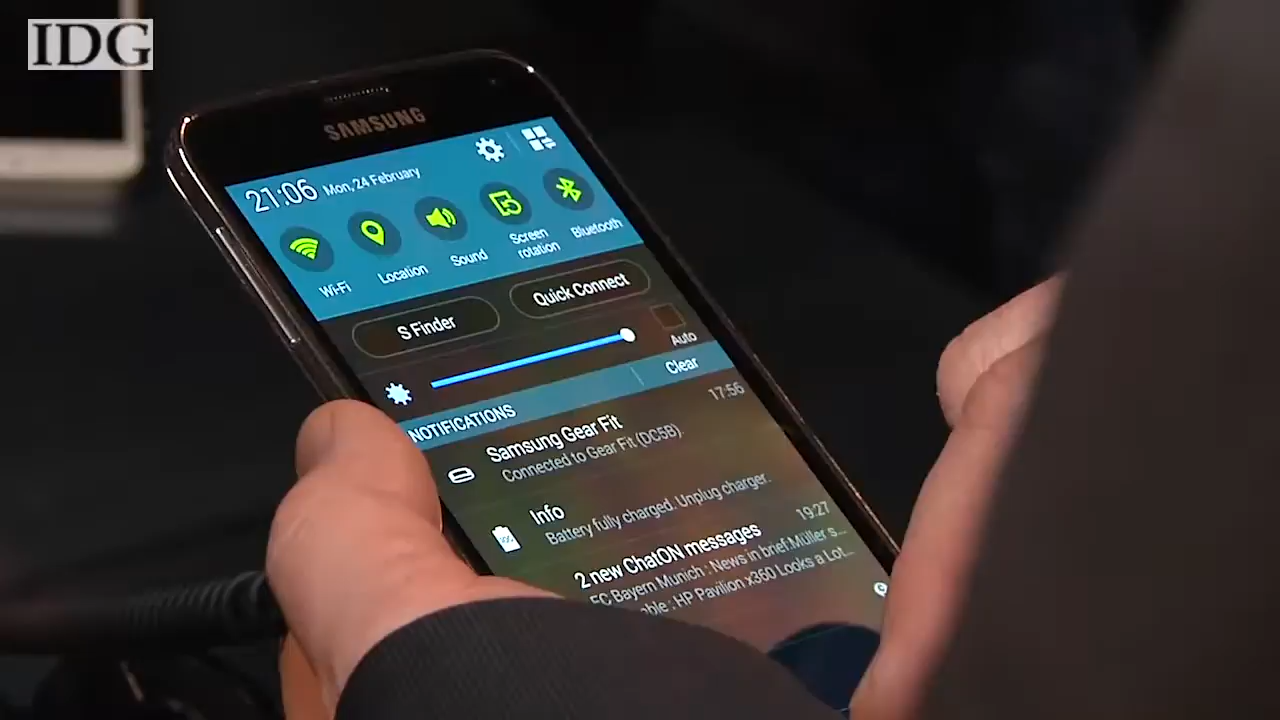 IDG
SAMSUNG
21:06 Mon, 24 February
Wi-Fi
Location
Sound
Screen
rotation
Bluetooth
S Finder
Quick Connect
Auto
NOTIFICATIONS
Clear
Samsung Gear Fit
17:56
Connected to Gear Fit (DC5B).
Info
Battery fully charged. Unplug charger.
2 new ChatON messages
19:27
FC Bayern Munich : News in brief:Müller s...
: HP Pavilion x360 Looks a Lot...